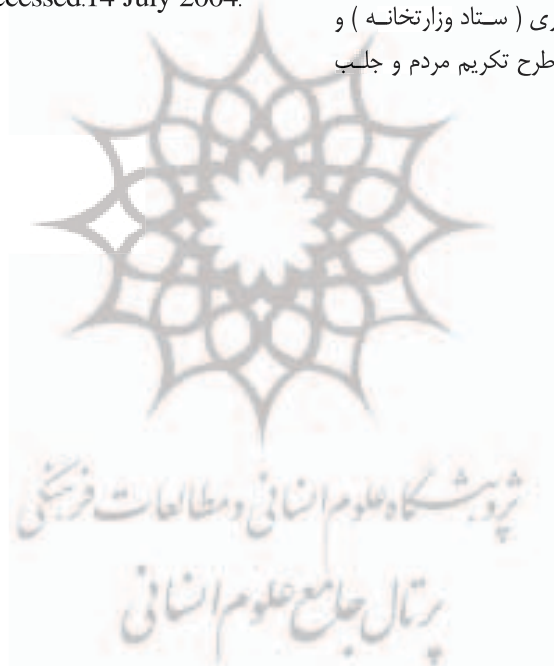 ccessed.14 July 2004.
ری ( ستاد وزارتخانه ) و
طرح تکریم مردم و جلب
پژوهشگاه علوم انسانی و مطالعات فرهنگی
پرتال جامع علوم انسانی